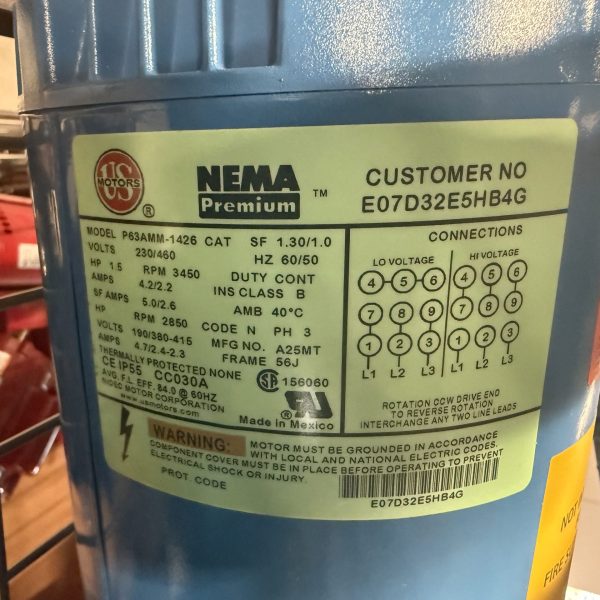 US
MOTORS
®
NEMA
Premium ™
CUSTOMER NO
E07D32E5HB4G
MODEL P63AMM-1426 CAT SF 1.30/1.0
VOLTS 230/460 HZ 60/50
HP 1.5 RPM 3450 DUTY CONT
AMPS 4.2/2.2 INS CLASS B
SF AMPS 5.0/2.6 AMB 40°C
HP RPM 2850 CODE N PH 3
VOLTS 190/380-415 MFG NO. A25MT
AMPS 4.7/2.4-2.3 FRAME 56J
THERMALLY PROTECTED NONE
CE IP55 CC030A
156060
AVG. F.L. EFF. 84.0 @ 60HZ
NIDEC MOTOR CORPORATION
www.usmotors.com
Made in Mexico
CONNECTIONS
LO VOLTAGE HI VOLTAGE
4 5 6 4 5 6
7 8 9 7 8 9
1 2 3 1 2 3
L1 L2 L3 L1 L2 L3
ROTATION CCW DRIVE END
TO REVERSE ROTATION
INTERCHANGE ANY TWO LINE LEADS
WARNING: MOTOR MUST BE GROUNDED IN ACCORDANCE
WITH LOCAL AND NATIONAL ELECTRIC CODES.
COMPONENT COVER MUST BE IN PLACE BEFORE OPERATING TO PREVENT
ELECTRICAL SHOCK OR INJURY.
PROT. CODE
E07D32E5HB4G
NOT
FIRE